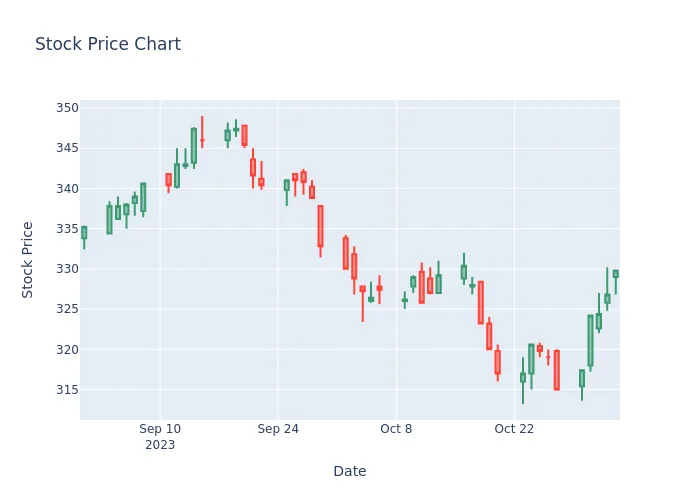 Stock Price Chart
350
345
340
335
330
325
320
315
Stock Price
Sep 10
2023
Sep 24
Oct 8
Oct 22
Date